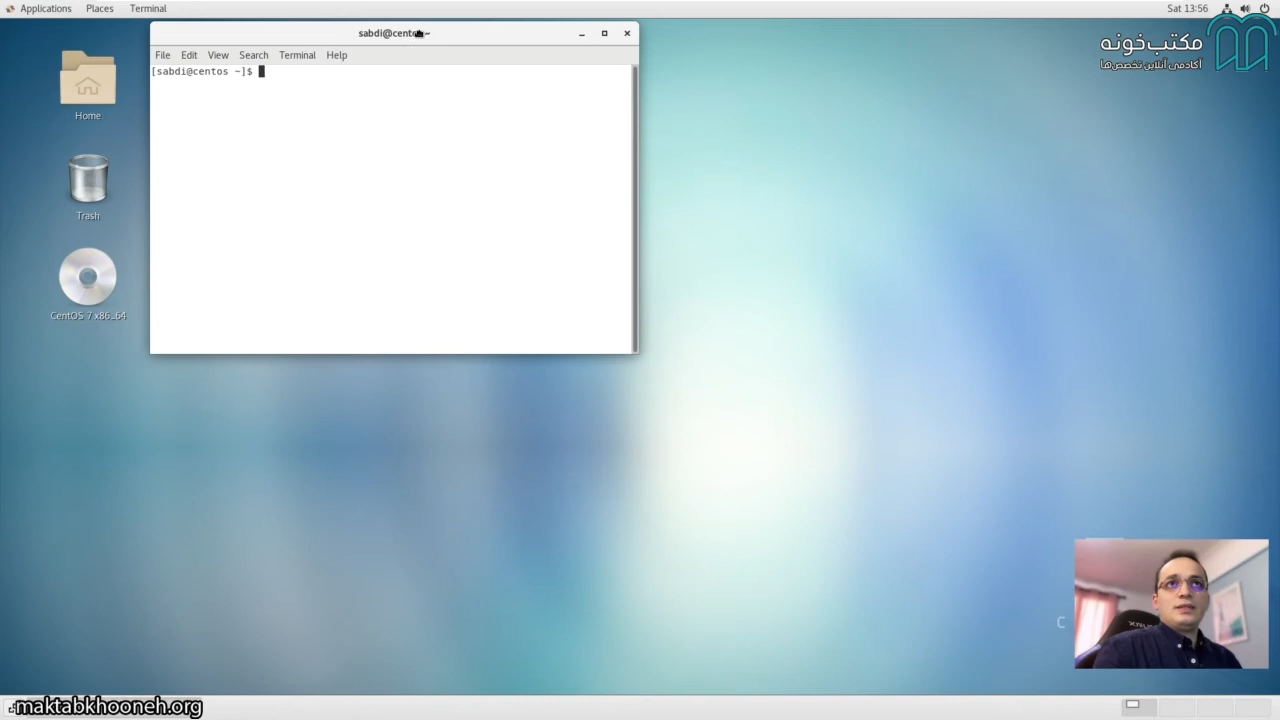 Applications Places Terminal
Sat 13:56
sabdi@centos:~
File Edit View Search Terminal Help
[sabdi@centos ~]$
Home
Trash
CentOS 7 x86_64
مکتب‌خونه
آکادمی آنلاین تخصص‌ها
C
maktabkhooneh.org